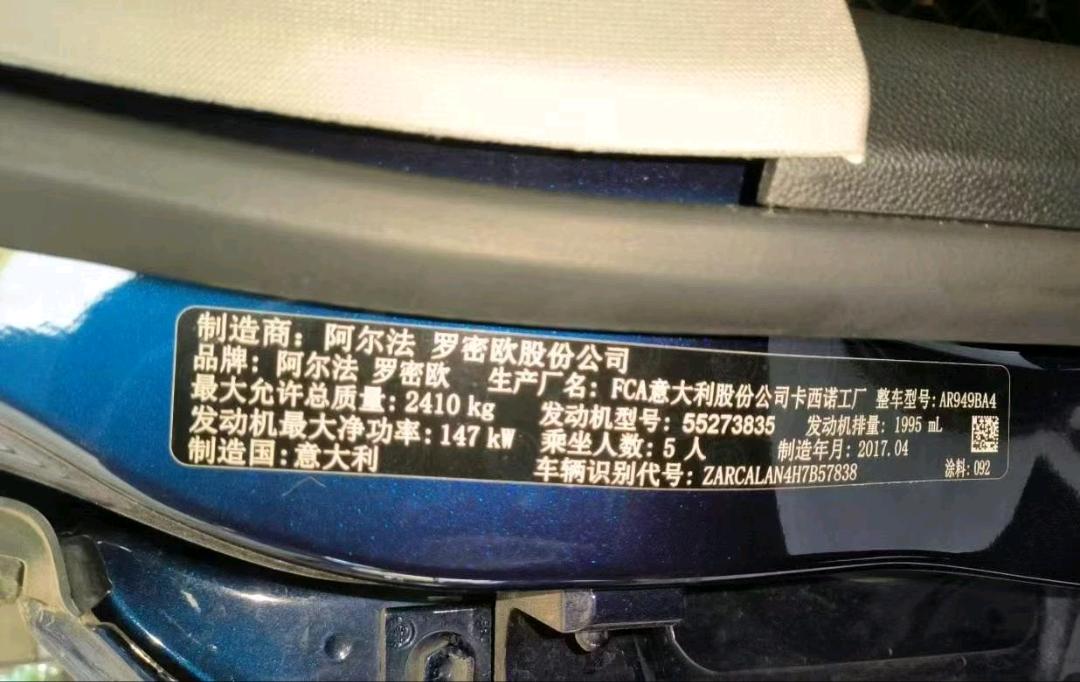 制造商：阿尔法 罗密欧股份公司
品牌：阿尔法 罗密欧 生产厂名：FCA意大利股份公司卡西诺工厂 整车型号：AR949BA4
最大允许总质量：2410 kg 发动机型号：55273835 发动机排量：1995 mL
发动机最大净功率：147 kW 乘坐人数：5 人 制造年月：2017.04
制造国：意大利 车辆识别代号：ZARCALAN4H7B57838 涂料：092